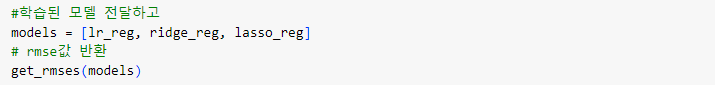 #학습된 모델 전달하고
models = [lr_reg, ridge_reg, lasso_reg]
# rmse값 반환
get_rmses(models)